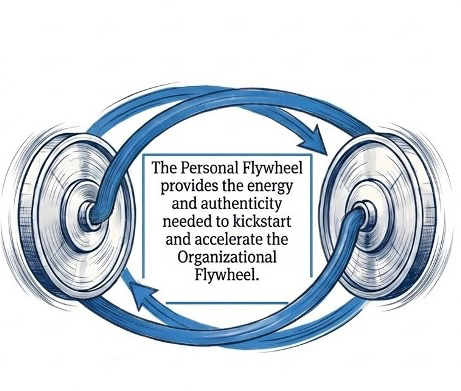 The Personal Flywheel
provides the energy
and authenticity
needed to kickstart
and accelerate the
Organizational
Flywheel.